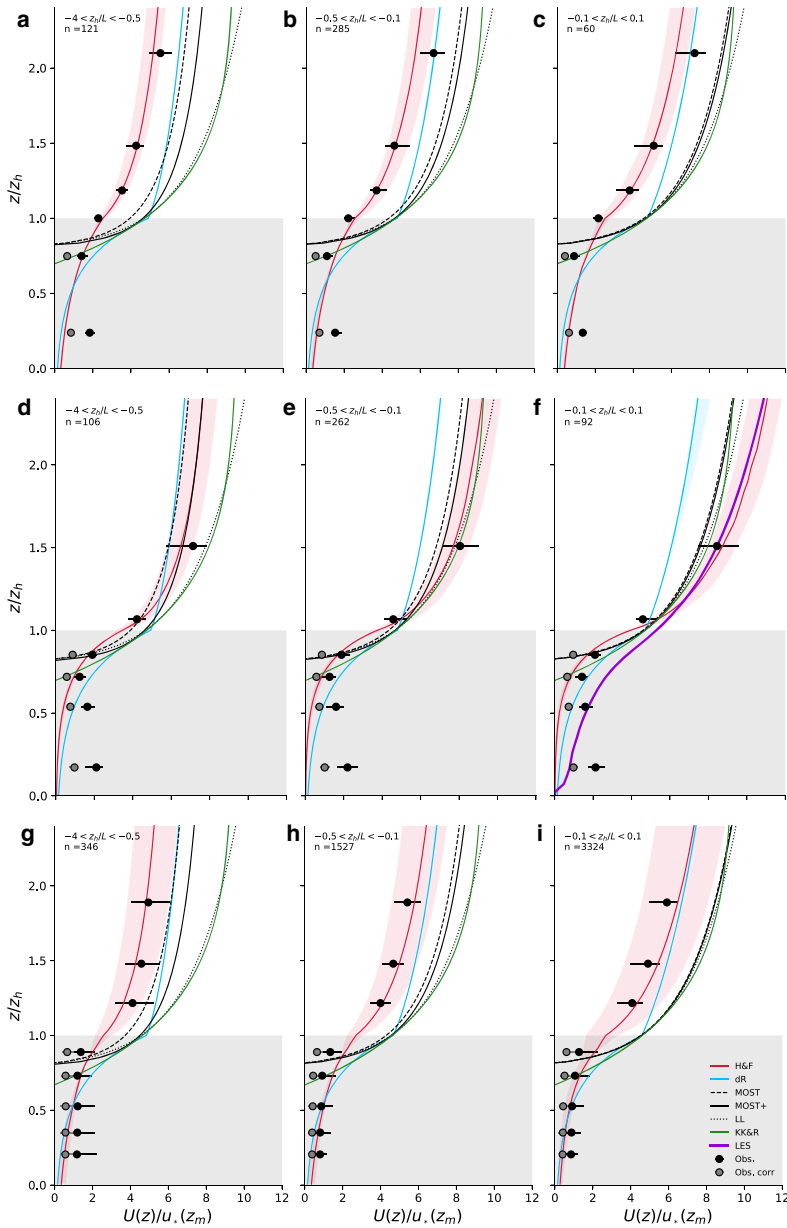 a
−4 < z_h/L < −0.5
n =121
b
−0.5 < z_h/L < −0.1
n =285
c
−0.1 < z_h/L < 0.1
n =60
z/z_h
2.0
1.5
1.0
0.5
0.0
d
−4 < z_h/L < −0.5
n =106
e
−0.5 < z_h/L < −0.1
n =262
f
−0.1 < z_h/L < 0.1
n =92
z/z_h
2.0
1.5
1.0
0.5
0.0
g
−4 < z_h/L < −0.5
n =346
h
−0.5 < z_h/L < −0.1
n =1527
i
−0.1 < z_h/L < 0.1
n =3324
z/z_h
2.0
1.5
1.0
0.5
0.0
H&F
dR
MOST
MOST+
LL
KK&R
LES
Obs.
Obs. corr
0 2 4 6 8 10 12
0 2 4 6 8 10 12
0 2 4 6 8 10 12
U(z)/u_*(z_m)
U(z)/u_*(z_m)
U(z)/u_*(z_m)